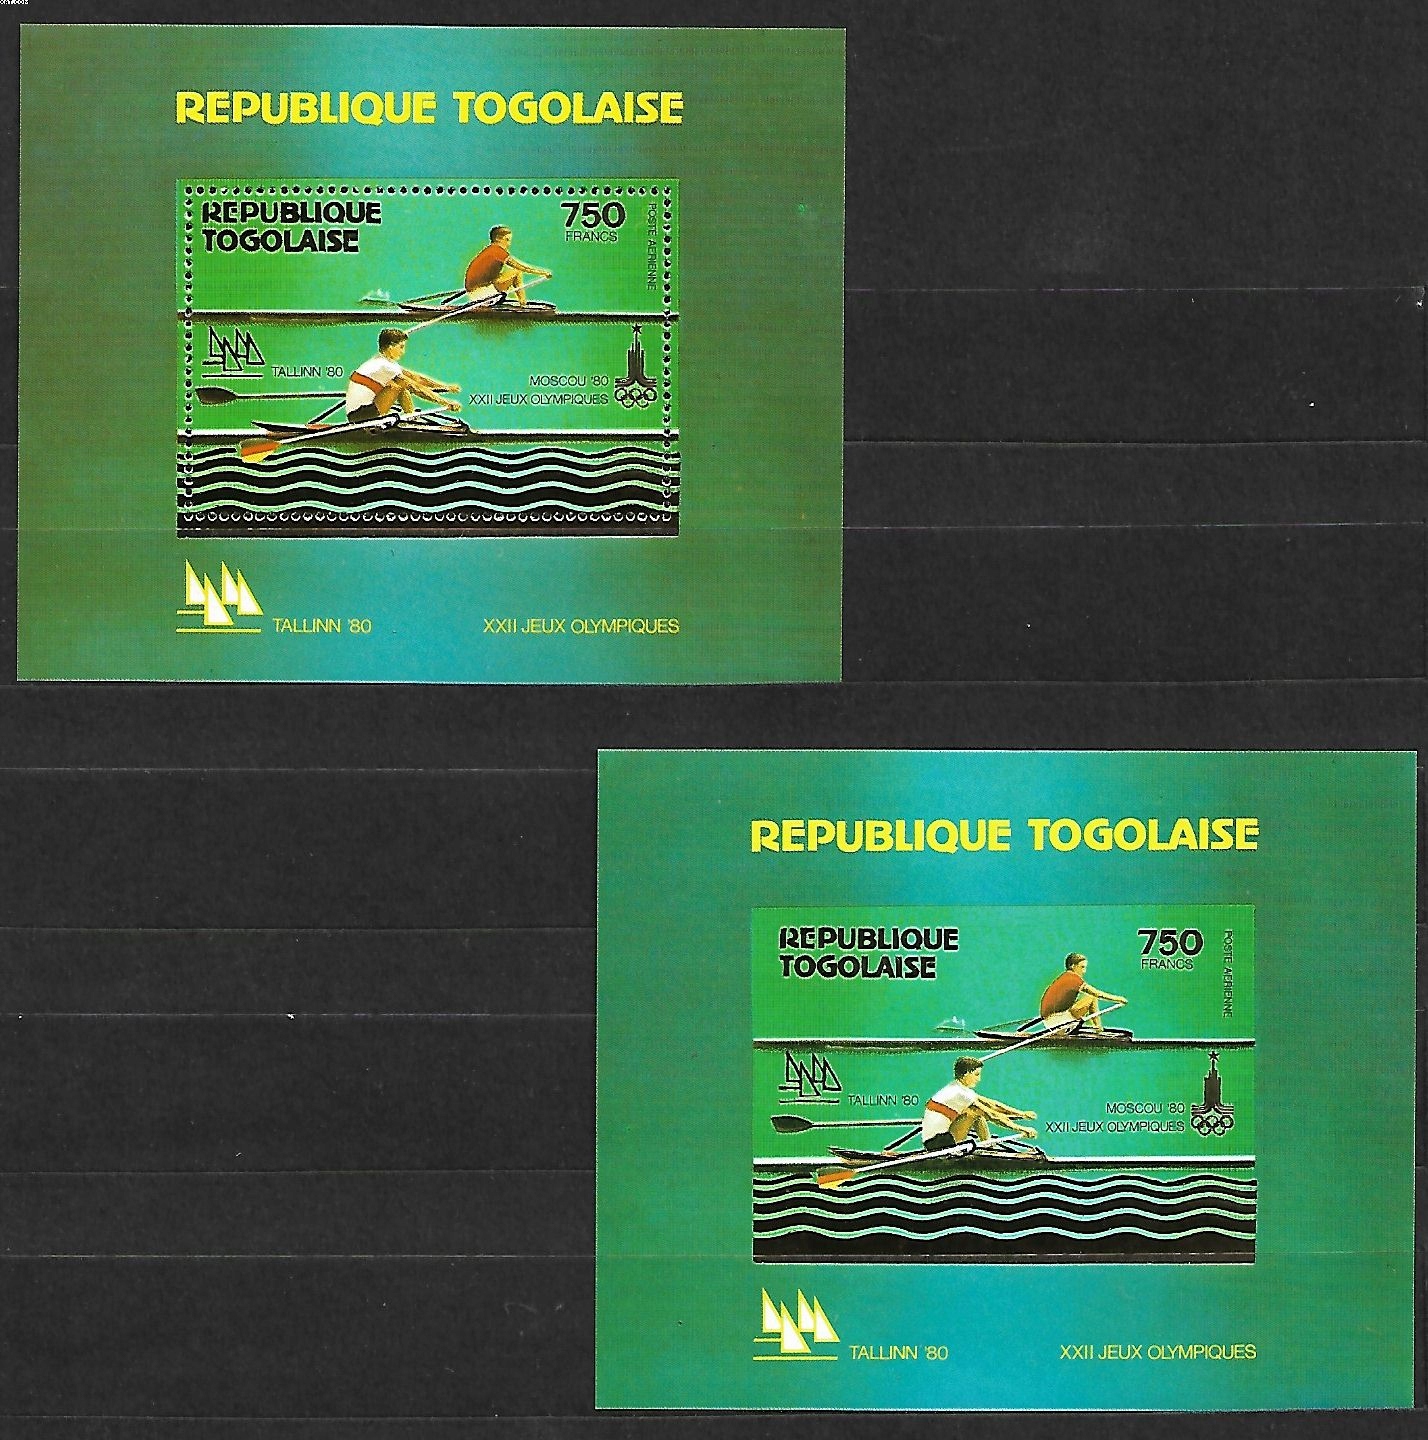 REPUBLIQUE TOGOLAISE
REPUBLIQUE
TOGOLAISE
750
FRANCS
POSTE AERIENNE
TALLINN '80
MOSCOU '80
XXII JEUX OLYMPIQUES
TALLINN '80
XXII JEUX OLYMPIQUES
REPUBLIQUE TOGOLAISE
REPUBLIQUE
TOGOLAISE
750
FRANCS
POSTE AERIENNE
TALLINN '80
MOSCOU '80
XXII JEUX OLYMPIQUES
TALLINN '80
XXII JEUX OLYMPIQUES